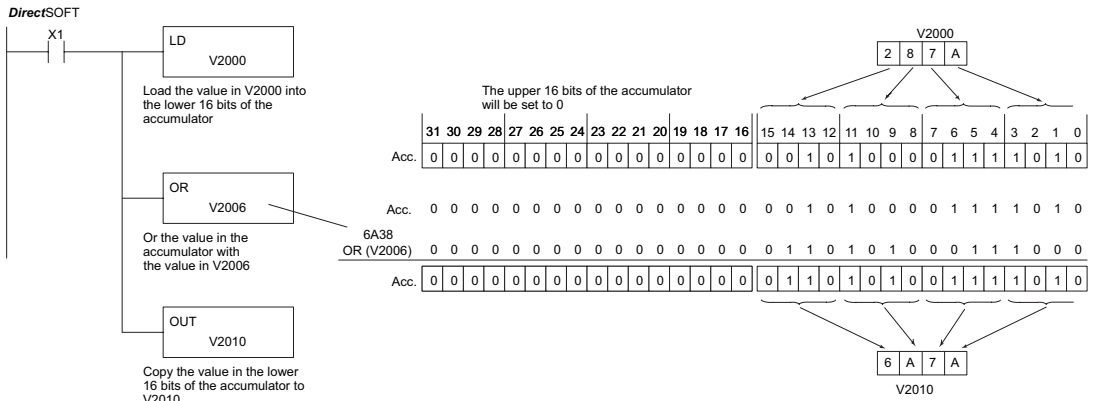 DirectSOFT
X1
LD
V2000
Load the value in V2000 into
the lower 16 bits of the
accumulator
V2000
2 8 7 A
The upper 16 bits of the accumulator
will be set to 0
31 30 29 28 27 26 25 24 23 22 21 20 19 18 17 16 15 14 13 12 11 10 9 8 7 6 5 4 3 2 1 0
Acc. 0 0 0 0 0 0 0 0 0 0 0 0 0 0 0 0 0 0 1 0 1 0 0 0 0 1 1 1 1 0 1 0
OR
V2006
Or the value in the
accumulator with
the value in V2006
Acc. 0 0 0 0 0 0 0 0 0 0 0 0 0 0 0 0 0 0 1 0 1 0 0 0 0 1 1 1 1 0 1 0
6A38
OR (V2006) 0 0 0 0 0 0 0 0 0 0 0 0 0 0 0 0 0 1 1 0 1 0 1 0 0 0 1 1 1 0 0 0
Acc. 0 0 0 0 0 0 0 0 0 0 0 0 0 0 0 0 0 1 1 0 1 0 1 0 0 1 1 1 1 0 1 0
OUT
V2010
Copy the value in the lower
16 bits of the accumulator to
V2010
6 A 7 A
V2010